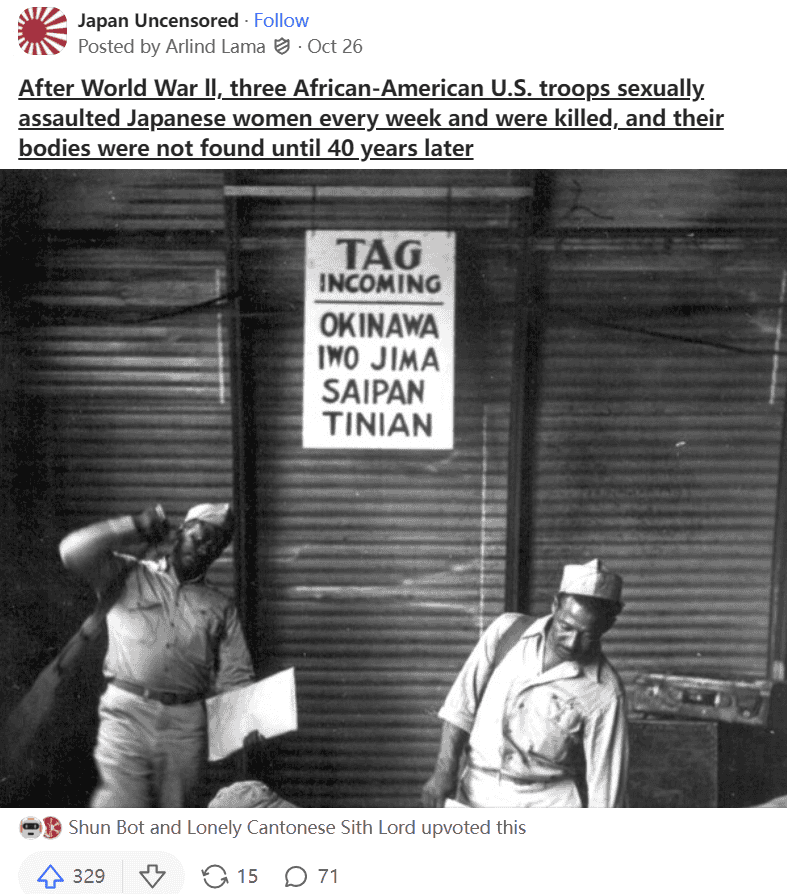 Japan Uncensored · Follow
Posted by Arlind Lama · Oct 26
After World War ll, three African-American U.S. troops sexually
assaulted Japanese women every week and were killed, and their
bodies were not found until 40 years later
TAG
INCOMING
OKINAWA
IWO JIMA
SAIPAN
TINIAN
Shun Bot and Lonely Cantonese Sith Lord upvoted this
329 15 71